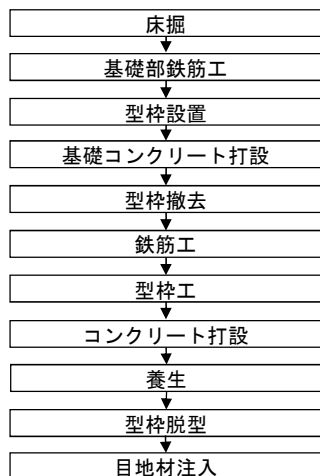 床掘
基礎部鉄筋工
型枠設置
基礎コンクリート打設
型枠撤去
鉄筋工
型枠工
コンクリート打設
養生
型枠脱型
目地材注入